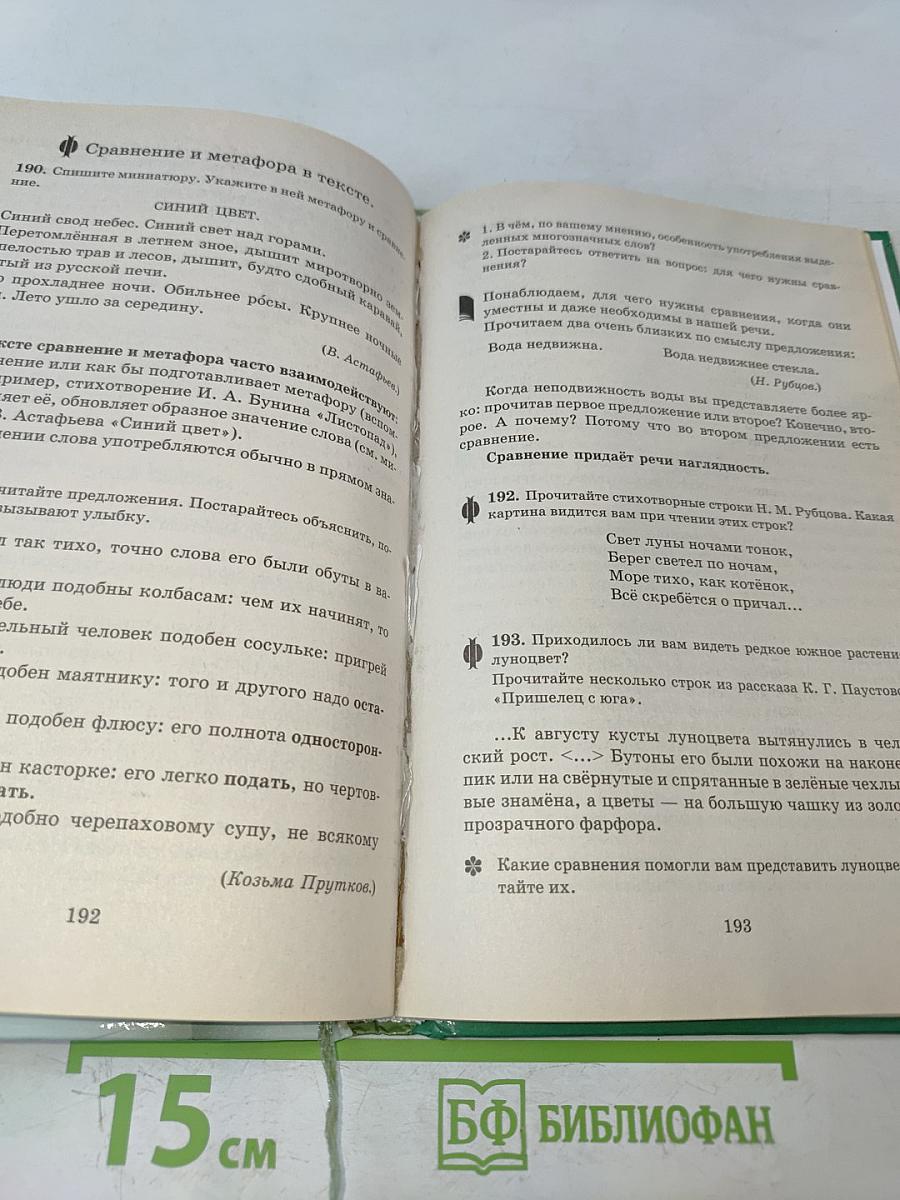 Сравнение и метафора в тексте.
190. Спишите миниатюру. Укажите в ней метафору и сравне-
ние.
СИНИЙ ЦВЕТ.
Синий свод небес. Синий свет над горами.
Перетомлённая в летнем зное, дышит миротворно зем-
пелостью трав и лесов, дышит, будто сдобный каравай,
тый из русской печи.
о прохладнее ночи. Обильнее рóсы. Крупнее ночные
. Лето ушло за середину.
(В. Астафьев.)
ксте сравнение и метафора часто взаимодействуют:
нение или как бы подготавливает метафору (вспом-
пример, стихотворение И. А. Бунина «Листопад»),
няет её, обновляет образное значение слова (см. ми-
В. Астафьева «Синий цвет»).
нении слова употребляются обычно в прямом зна-
читайте предложения. Постарайтесь объяснить, по-
вызывают улыбку.
л так тихо, точно слова его были обуты в ва-
люди подобны колбасам: чем их начинят, то
ебе.
ельный человек подобен сосульке: пригрей
.
добен маятнику: того и другого надо оста-
подобен флюсу: его полнота односторон-
н касторке: его легко подать, но чертов-
ать.
одобно черепаховому супу, не всякому
(Козьма Прутков.)
192
1. В чём, по вашему мнению, особенность употребления выде-
ленных многозначных слов?
2. Постарайтесь ответить на вопрос: для чего нужны срав-
нения?
Понаблюдаем, для чего нужны сравнения, когда они
уместны и даже необходимы в нашей речи.
Прочитаем два очень близких по смыслу предложения:
Вода недвижна. Вода недвижнее стекла.
(Н. Рубцов.)
Когда неподвижность воды вы представляете более яр-
ко: прочитав первое предложение или второе? Конечно, вто-
рое. А почему? Потому что во втором предложении есть
сравнение.
Сравнение придаёт речи наглядность.
192. Прочитайте стихотворные строки Н. М. Рубцова. Какая
картина видится вам при чтении этих строк?
Свет луны ночами тонок,
Берег светел по ночам,
Море тихо, как котёнок,
Всё скребётся о причал...
193. Приходилось ли вам видеть редкое южное растени
луноцвет?
Прочитайте несколько строк из рассказа К. Г. Паустов
«Пришелец с юга».
...К августу кусты луноцвета вытянулись в чел
ский рост. <...> Бутоны его были похожи на наконе
пик или на свёрнутые и спрятанные в зелёные чехлы
вые знамёна, а цветы — на большую чашку из золо
прозрачного фарфора.
Какие сравнения помогли вам представить луноцве
тайте их.
193
15 см
БФ БИБЛИОФАН